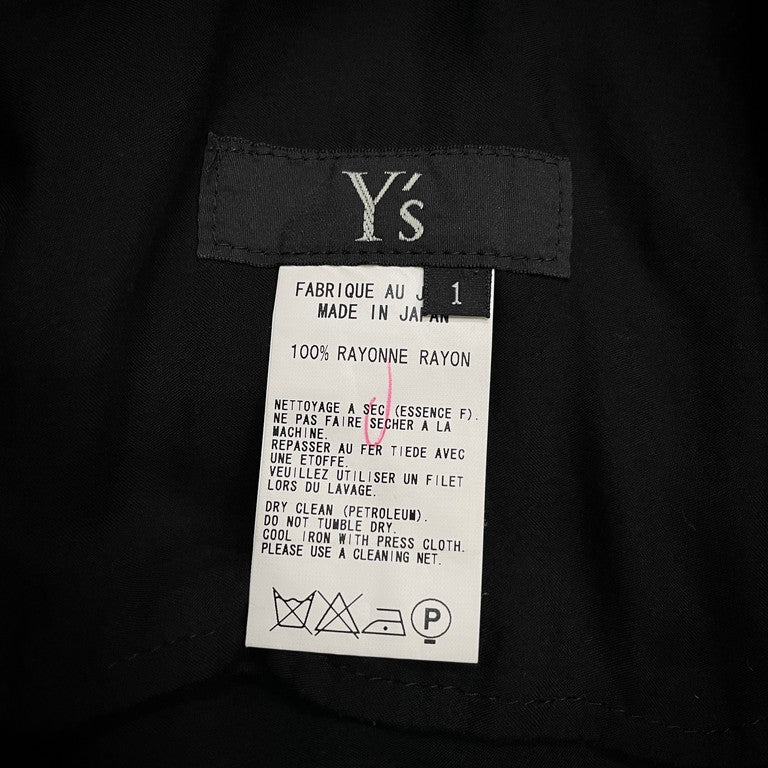 Y's
1
FABRIQUE AU J
MADE IN JAPAN
100% RAYONNE RAYON
NETTOYAGE A SEC (ESSENCE F).
NE PAS FAIRE SECHER A LA
MACHINE.
REPASSER AU FER TIEDE AVEC
UNE ETOFFE.
VEUILLEZ UTILISER UN FILET
LORS DU LAVAGE.
DRY CLEAN (PETROLEUM).
DO NOT TUMBLE DRY.
COOL IRON WITH PRESS CLOTH.
PLEASE USE A CLEANING NET.
P